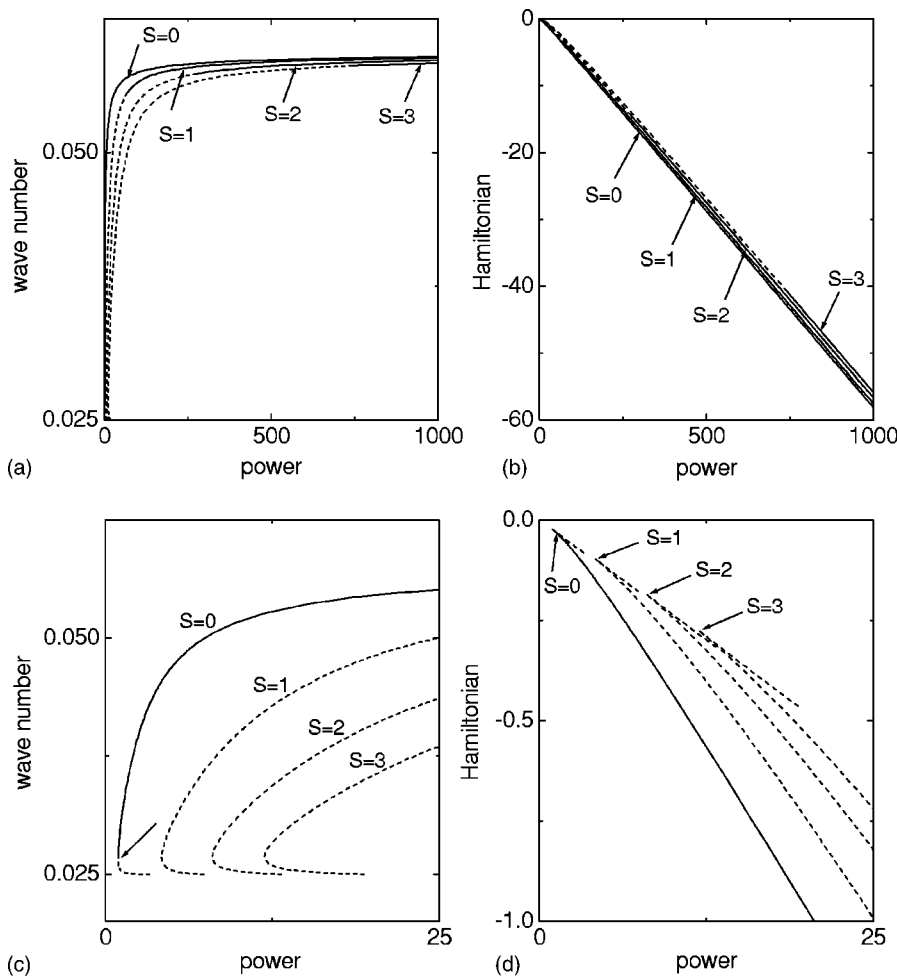 S=0
0.050
S=1
S=2
S=3
wave number
0.025
0
500
1000
(a)
power
0
-20
-40
-60
Hamiltonian
S=0
S=1
S=2
S=3
0
500
1000
(b)
power
S=0
0.050
S=1
S=2
S=3
wave number
0.025
0
25
(c)
power
0.0
S=1
S=0
S=2
S=3
-0.5
Hamiltonian
-1.0
0
25
(d)
power